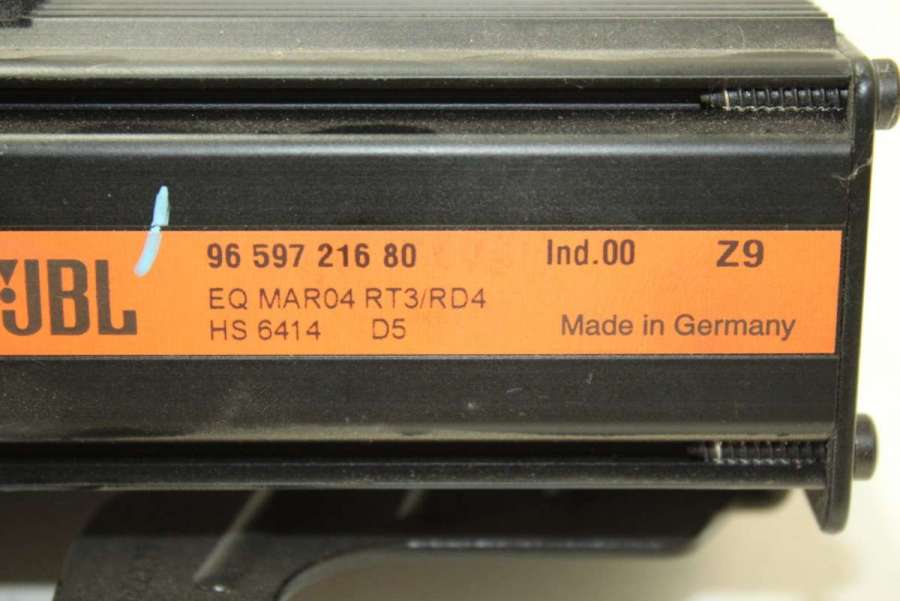 JBL
96 597 216 80 Ind.00 Z9
EQ MAR04 RT3/RD4
HS 6414 D5 Made in Germany